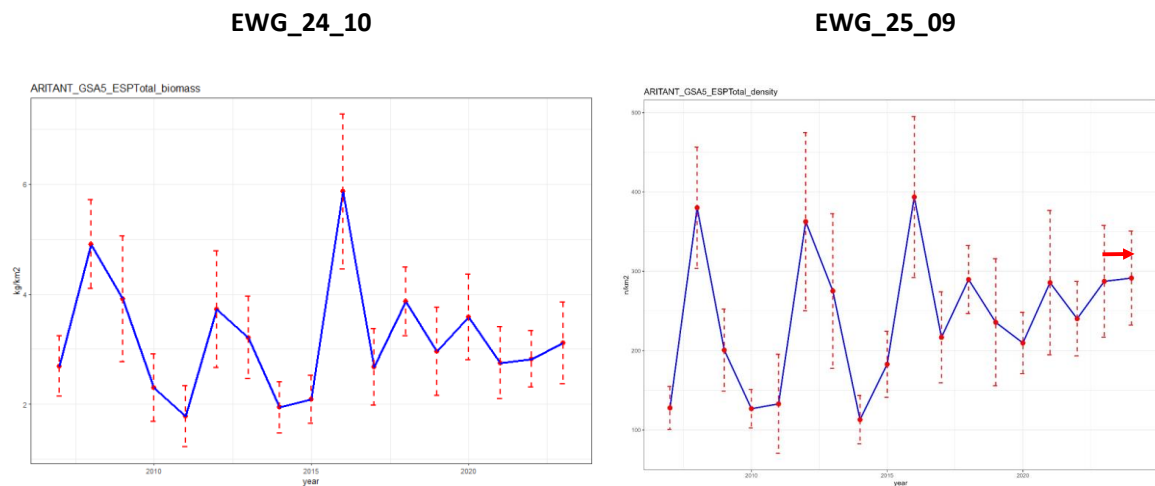 EWG_24_10
EWG_25_09
ARITANT_GSA5_ESPTotal_biomass
kg/km2
6
4
2
2010
2015
2020
year
ARITANT_GSA5_ESPTotal_density
n/km2
500
400
300
200
100
2010
2015
2020
year